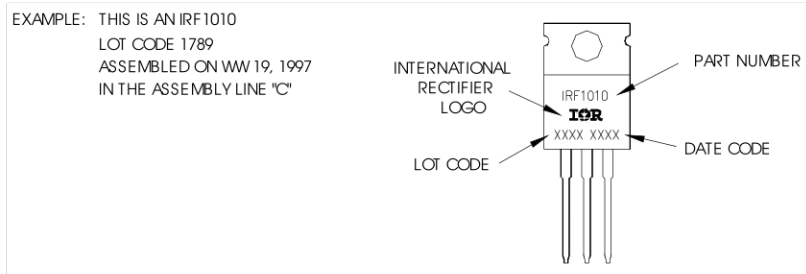 EXAMPLE: THIS IS AN IRF1010
LOT CODE 1789
ASSEMBLED ON WW 19, 1997
IN THE ASSEMBLY LINE "C"
INTERNATIONAL
RECTIFIER
LOGO
LOT CODE
IRF1010
IOR
XXXX XXXX
PART NUMBER
DATE CODE